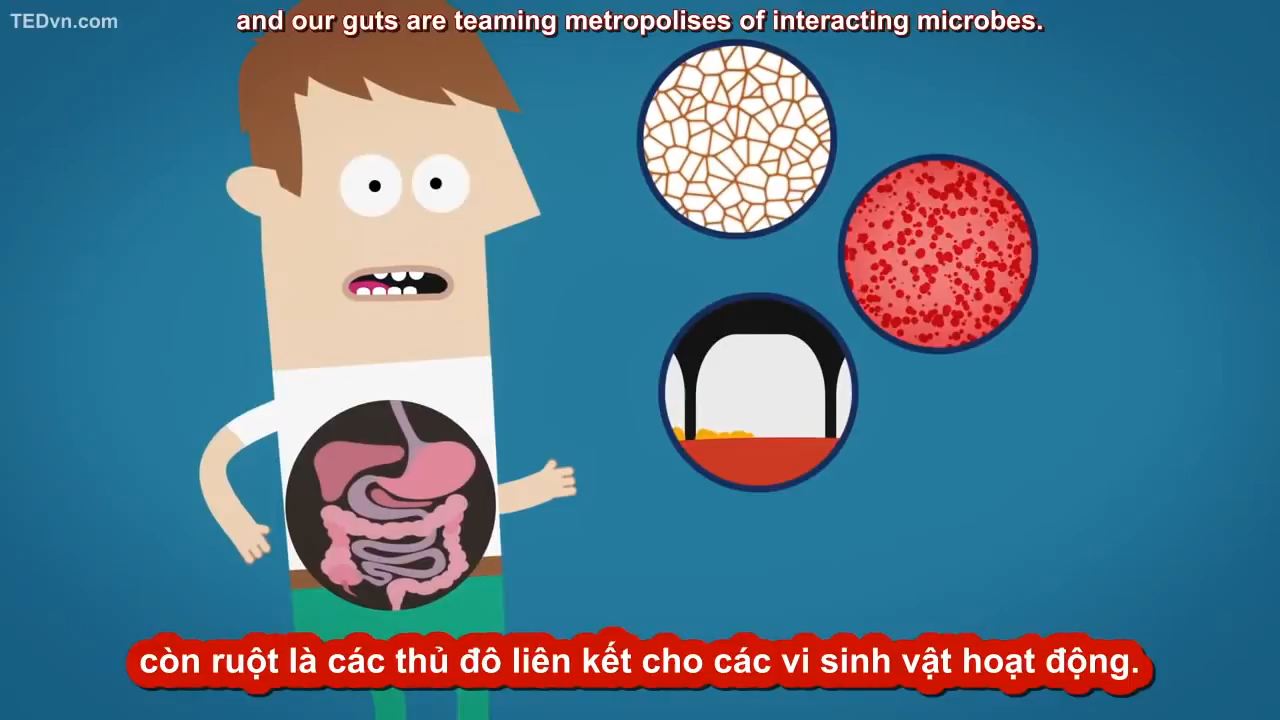 TEDvn.com
and our guts are teaming metropolises of interacting microbes.
còn ruột là các thủ đô liên kết cho các vi sinh vật hoạt động.